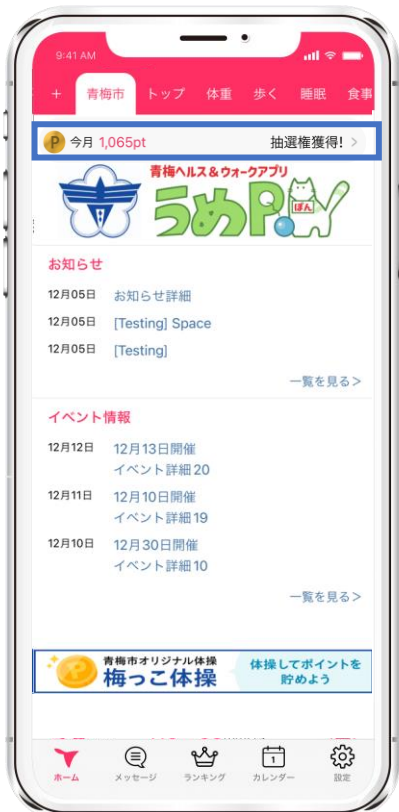 9:41 AM
+ 青梅市 トップ 体重 歩く 睡眠 食事
P 今月 1,065pt 抽選権獲得! >
青梅ヘルス&ウォークアプリ
うめP!
ぽん
お知らせ
12月05日 お知らせ詳細
12月05日 [Testing] Space
12月05日 [Testing]
一覧を見る>
イベント情報
12月12日 12月13日開催
イベント詳細20
12月11日 12月10日開催
イベント詳細19
12月10日 12月30日開催
イベント詳細10
一覧を見る>
青梅市オリジナル体操
梅っこ体操
体操してポイントを
貯めよう
1
ホーム メッセージ ランキング カレンダー 設定